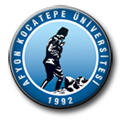 AFYON KOCATEPE ÜNİVERSİTESİ
1992